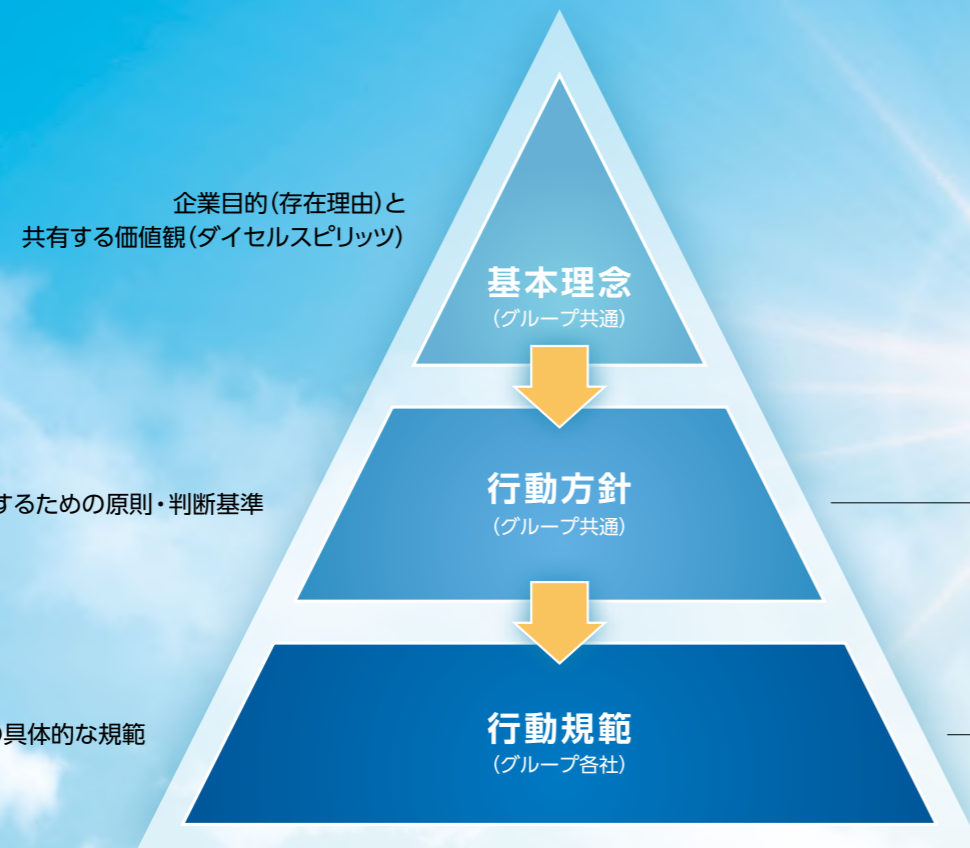 企業目的(存在理由)と
共有する価値観(ダイセルスピリッツ)
基本理念
(グループ共通)
するための原則・判断基準
行動方針
(グループ共通)
具体的な規範
行動規範
(グループ各社)